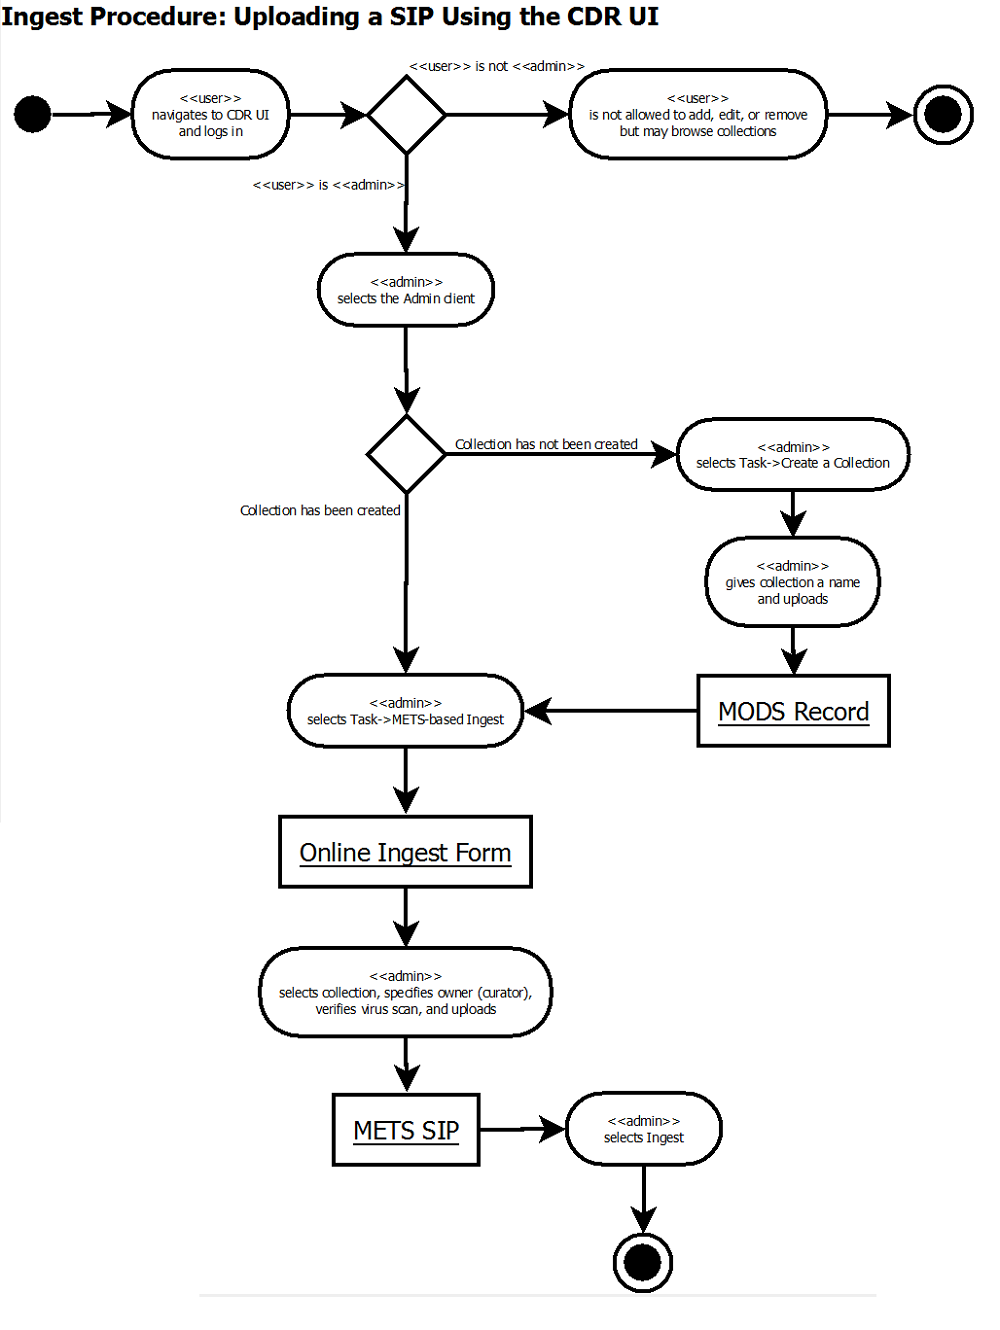 Ingest Procedure: Uploading a SIP Using the CDR UI
<<user>> is not <<admin>>
<<user>>
navigates to CDR UI
and logs in
<<user>>
is not allowed to add, edit, or remove
but may browse collections
<<user>> is <<admin>>
<<admin>>
selects the Admin client
Collection has not been created
<<admin>>
selects Task->Create a Collection
Collection has been created
<<admin>>
gives collection a name
and uploads
<<admin>>
selects Task->METS-based Ingest
MODS Record
Online Ingest Form
<<admin>>
selects collection, specifies owner (curator),
verifies virus scan, and uploads
METS SIP
<<admin>>
selects Ingest